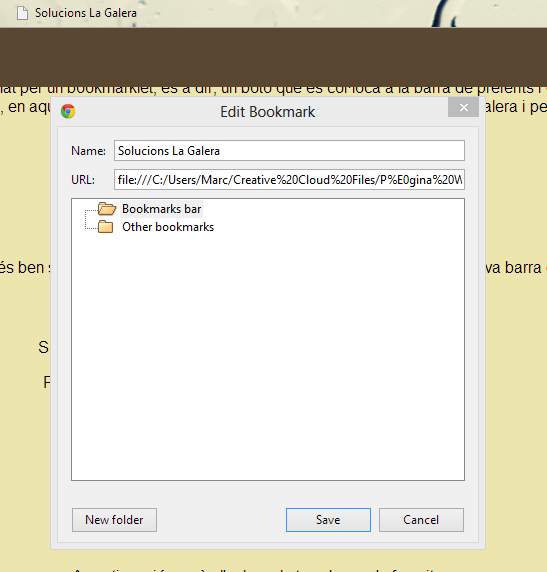 Solucions La Galera
per un bookmarklet, és a dir, un botó que es col·loca a la barra de preferits i
, en aqu
Edit Bookmark
alera i pe
Name: Solucions La Galera
URL: file:///C:/Users/Marc/Creative%20Cloud%20Files/P%E0gina%20W
Bookmarks bar
Other bookmarks
és ben s
va barra
S
F
New folder
Save
Cancel